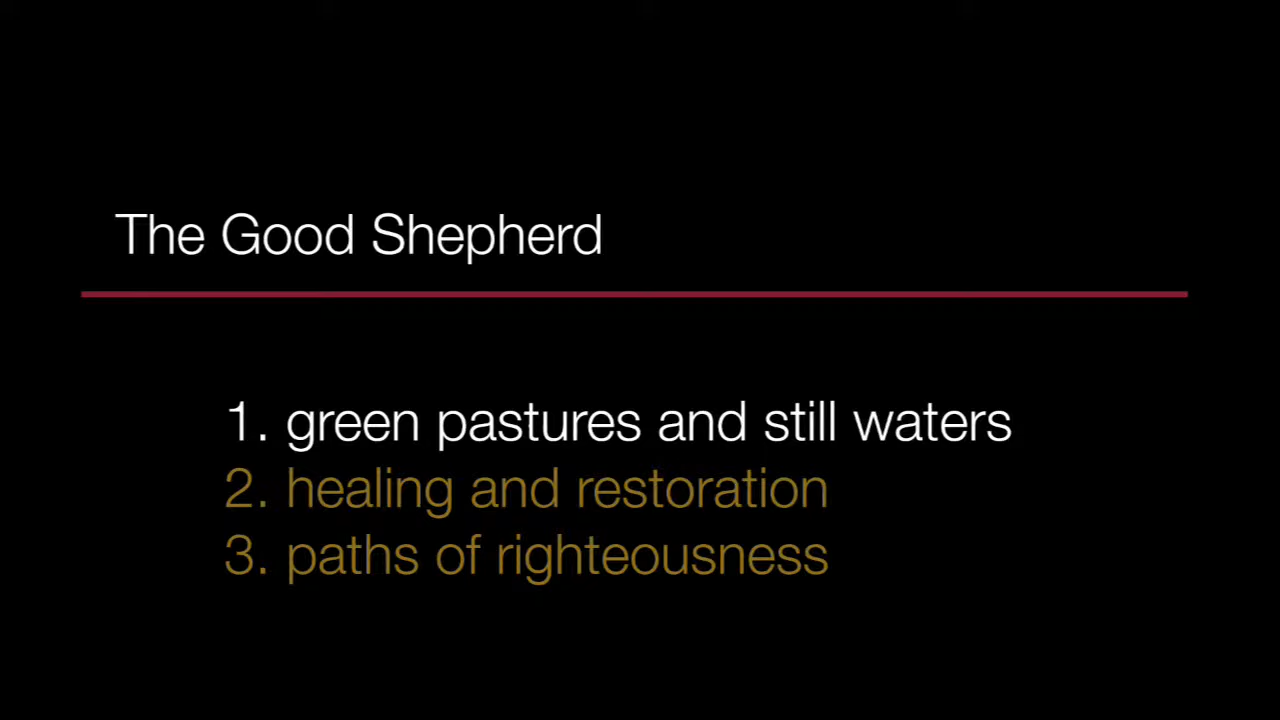 The Good Shepherd
1. green pastures and still waters
2. healing and restoration
3. paths of righteousness